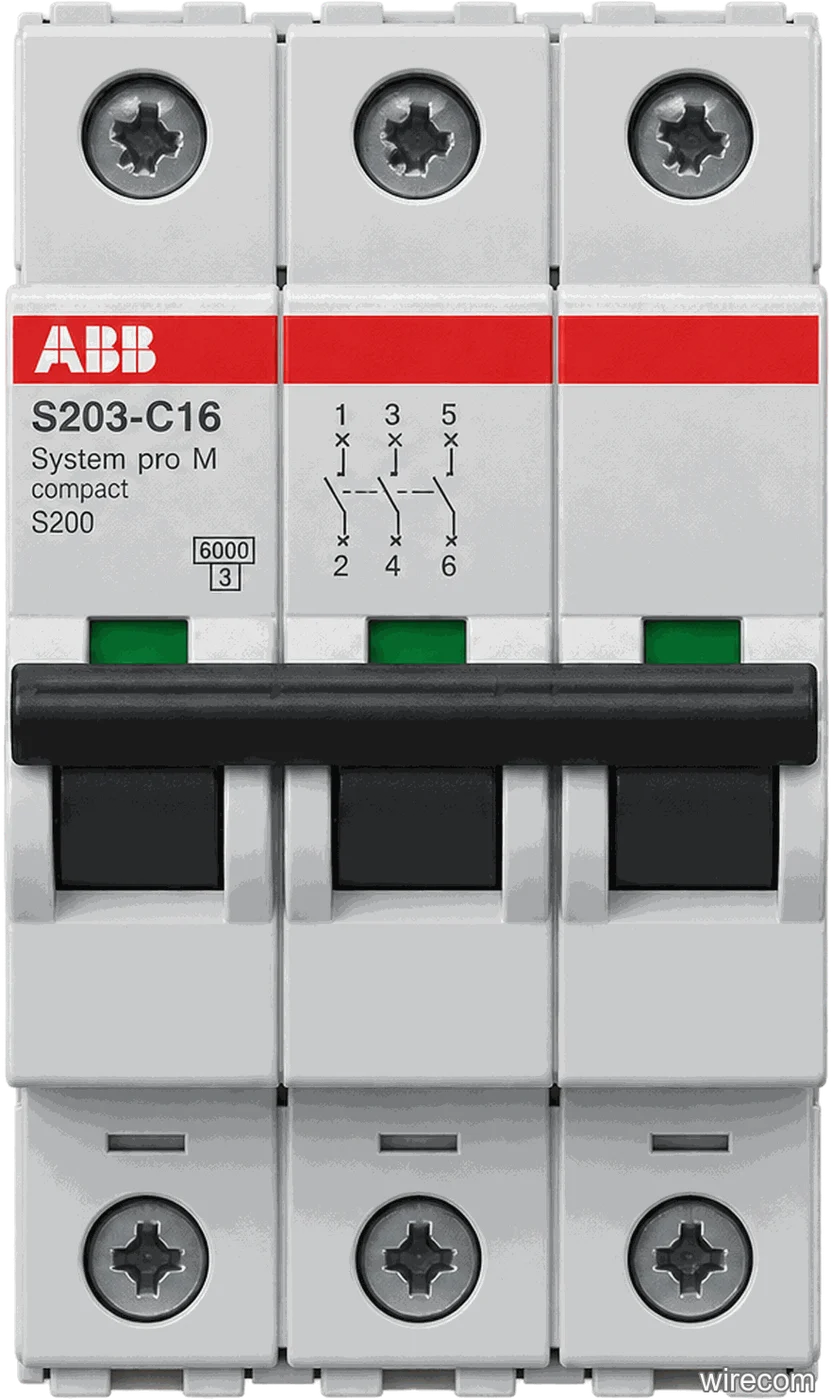 ABB
S203-C16
System pro M
compact
S200
6000
3
1 3 5
2 4 6
wirecom